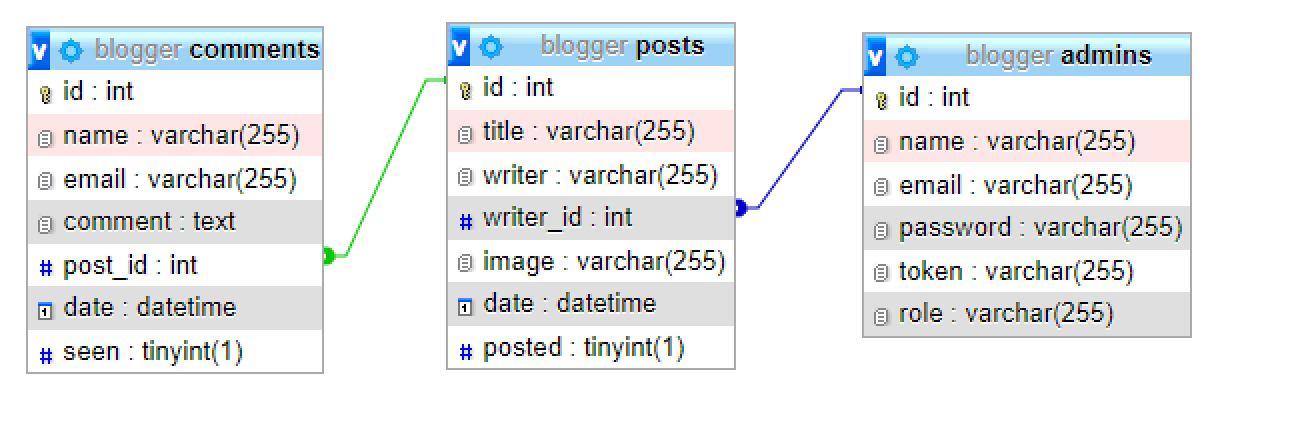 v blogger comments
id : int
name : varchar(255)
email : varchar(255)
comment : text
# post_id : int
date : datetime
# seen : tinyint(1)
v blogger posts
id : int
title : varchar(255)
writer : varchar(255)
# writer_id : int
image : varchar(255)
date : datetime
# posted : tinyint(1)
v blogger admins
id : int
name : varchar(255)
email : varchar(255)
password : varchar(255)
token : varchar(255)
role : varchar(255)